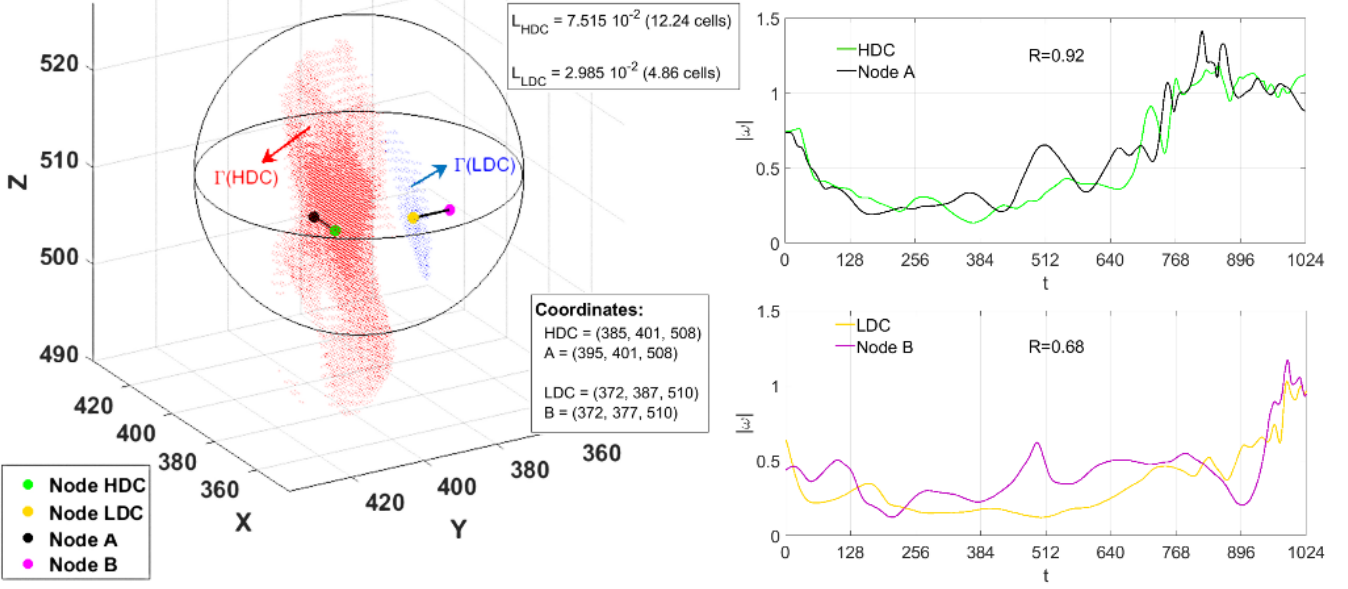 520
510
500
490
Z
420
400
380
360
X
420
400
380
360
Y
Γ(HDC)
Γ(LDC)
L_HDC = 7.515 10^-2 (12.24 cells)
L_LDC = 2.985 10^-2 (4.86 cells)
Coordinates:
HDC = (385, 401, 508)
A = (395, 401, 508)
LDC = (372, 387, 510)
B = (372, 377, 510)
Node HDC
Node LDC
Node A
Node B
1.5
1
0.5
0
|ω|
HDC
Node A
R=0.92
0 128 256 384 512 640 768 896 1024
t
1.5
1
0.5
0
|ω|
LDC
Node B
R=0.68
0 128 256 384 512 640 768 896 1024
t